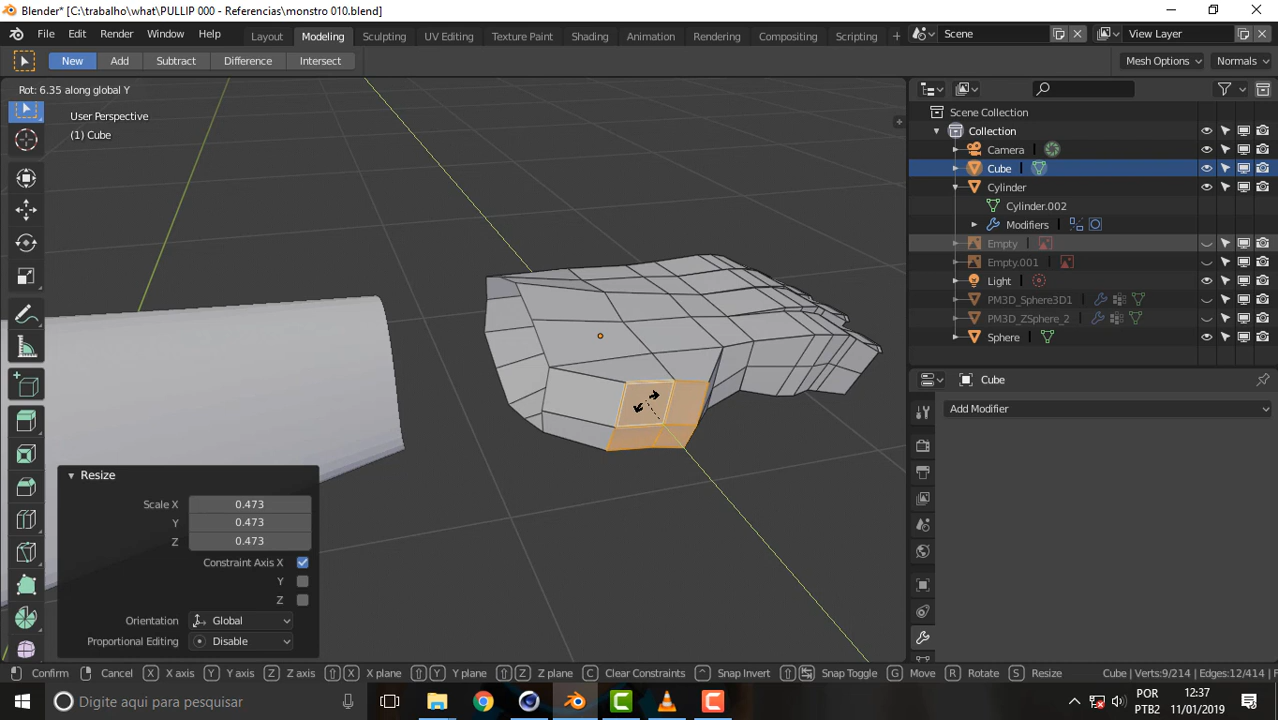 Blender* [C:\trabalho\what\PULLIP 000 - Referencias\monstro 010.blend]
File Edit Render Window Help Layout Modeling Sculpting UV Editing Texture Paint Shading Animation Rendering Compositing Scripting + Scene View Layer
New Add Subtract Difference Intersect Mesh Options Normals
Rot: 6.35 along global Y
User Perspective
(1) Cube
Scene Collection
Collection
Camera
Cube
Cylinder
Cylinder.002
Modifiers
Empty
Empty.001
Light
PM3D_Sphere3D1
PM3D_ZSphere_2
Sphere
Cube
Add Modifier
Resize
Scale X 0.473
Y 0.473
Z 0.473
Constraint Axis X
Y
Z
Orientation Global
Proportional Editing Disable
Confirm Cancel X X axis Y Y axis Z Z axis X X plane Y Y plane Z Z plane C Clear Constraints Snap Invert Snap Toggle G Move R Rotate S Resize Cube | Verts:9/214 | Edges:12/414 | F
Digite aqui para pesquisar
POR
PTB2
12:37
11/01/2019